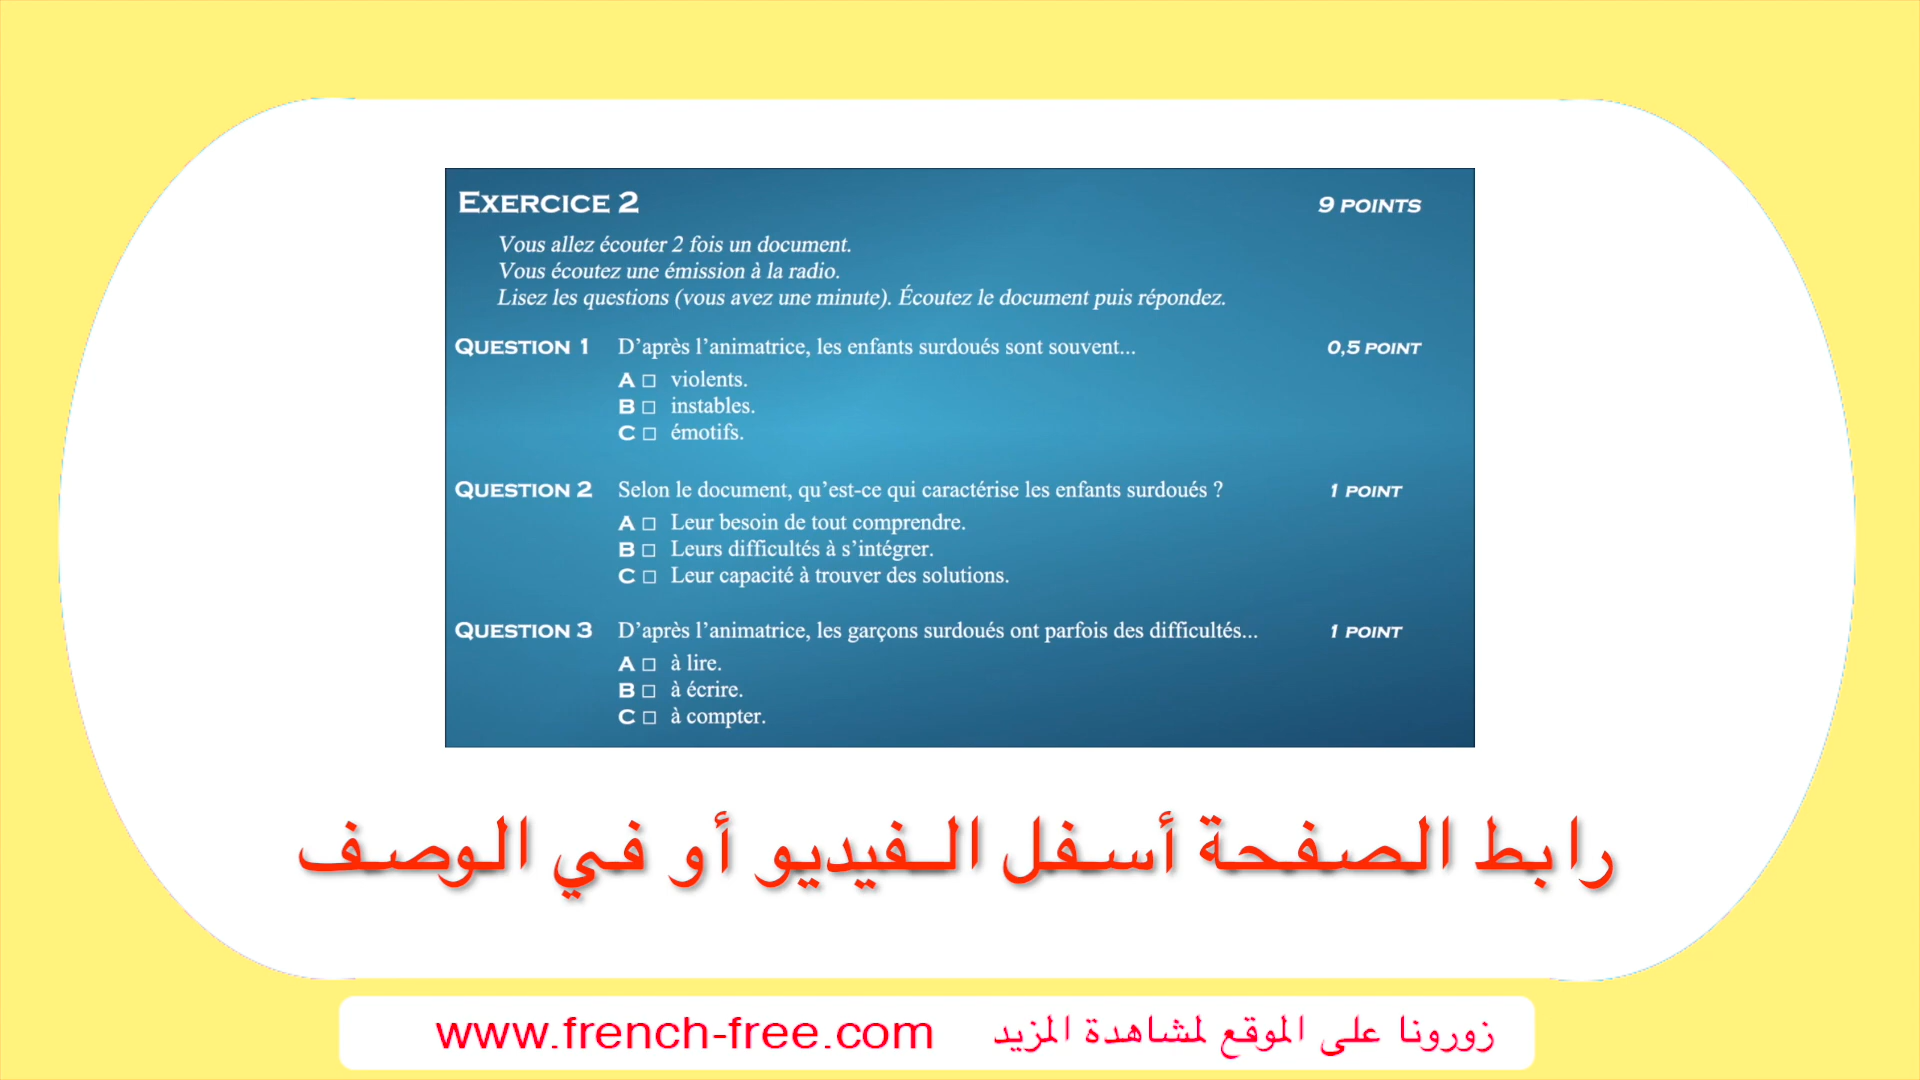 EXERCICE 2 9 POINTS
Vous allez écouter 2 fois un document.
Vous écoutez une émission à la radio.
Lisez les questions (vous avez une minute). Écoutez le document puis répondez.
QUESTION 1 D’après l’animatrice, les enfants surdoués sont souvent... 0,5 POINT
A □ violents.
B □ instables.
C □ émotifs.
QUESTION 2 Selon le document, qu’est-ce qui caractérise les enfants surdoués ? 1 POINT
A □ Leur besoin de tout comprendre.
B □ Leurs difficultés à s’intégrer.
C □ Leur capacité à trouver des solutions.
QUESTION 3 D’après l’animatrice, les garçons surdoués ont parfois des difficultés... 1 POINT
A □ à lire.
B □ à écrire.
C □ à compter.
رابط الصفحة أسفل الفيديو أو في الوصف
زورونا على الموقع لمشاهدة المزيد www.french-free.com